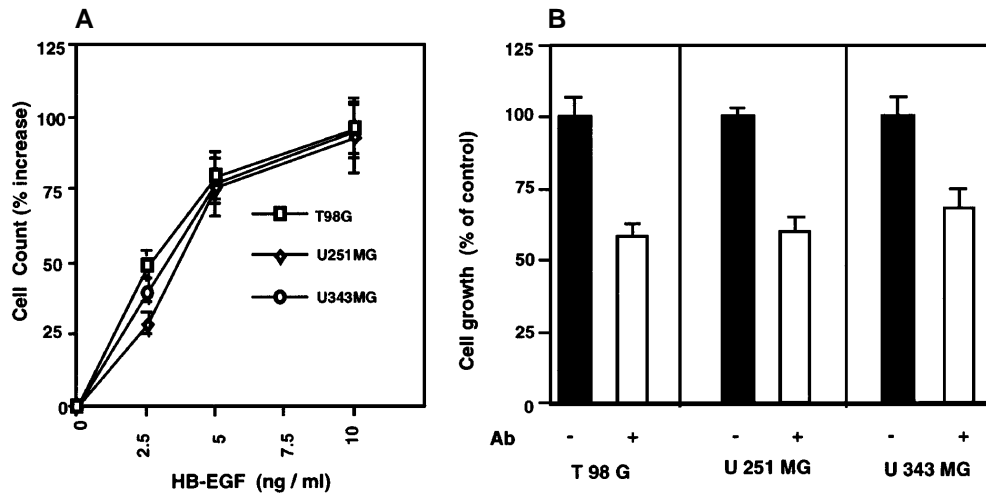 A
Cell Count (% increase)
125
100
75
50
25
0
T98G
U251MG
U343MG
0
2.5
5
7.5
10
HB-EGF (ng / ml)
B
Cell growth (% of control)
125
100
75
50
25
0
Ab - + - + - +
T 98 G U 251 MG U 343 MG